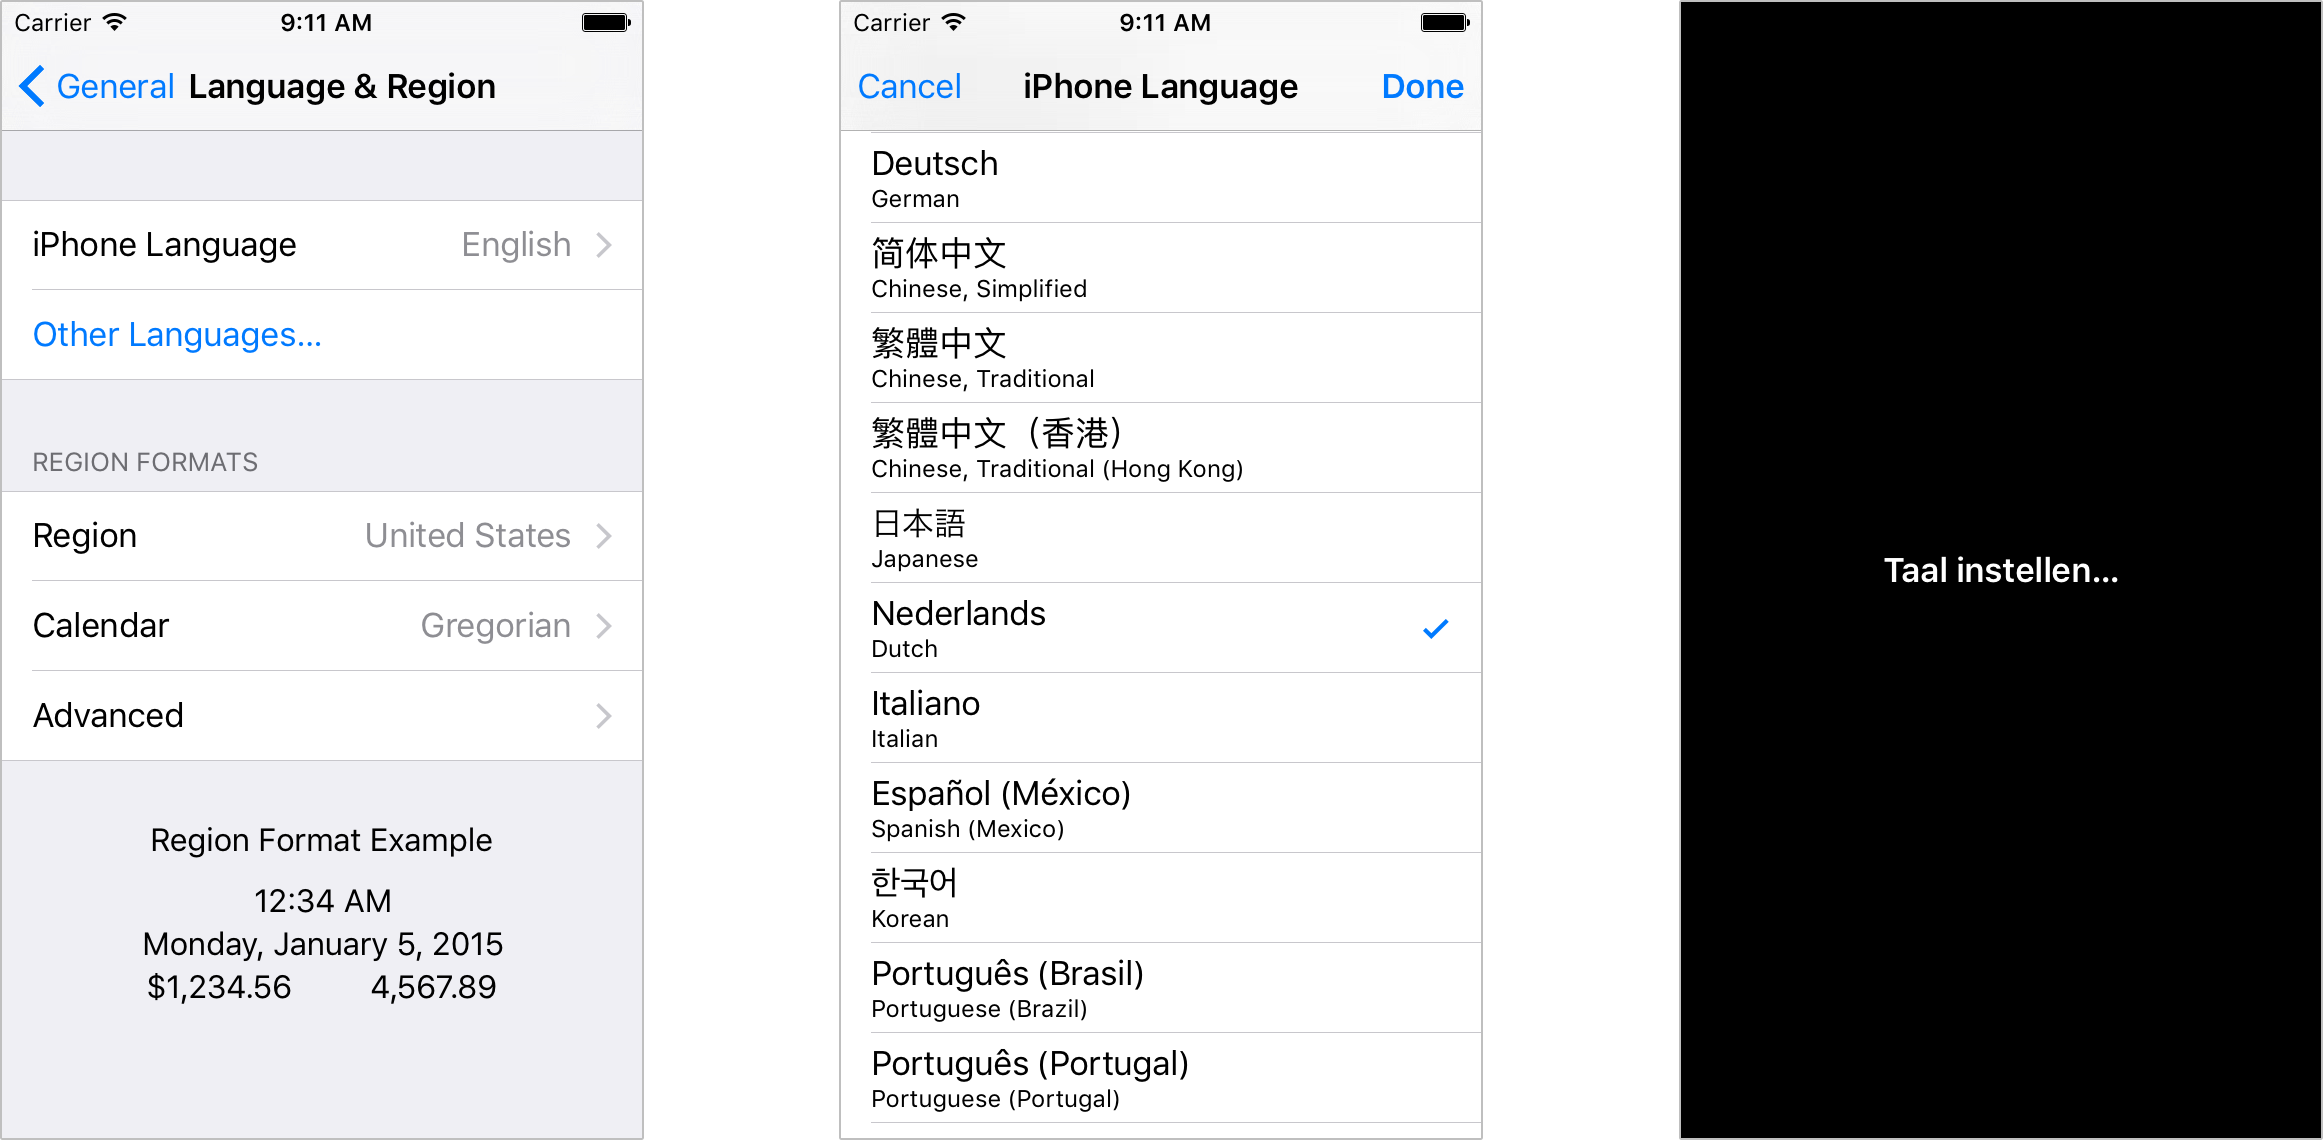 Carrier 9:11 AM
General Language & Region
iPhone Language English
Other Languages...
REGION FORMATS
Region United States
Calendar Gregorian
Advanced
Region Format Example
12:34 AM
Monday, January 5, 2015
$1,234.56 4,567.89
Carrier 9:11 AM
Cancel iPhone Language Done
Deutsch
German
简体中文
Chinese, Simplified
繁體中文
Chinese, Traditional
繁體中文（香港）
Chinese, Traditional (Hong Kong)
日本語
Japanese
Nederlands
Dutch
Italiano
Italian
Español (México)
Spanish (Mexico)
한국어
Korean
Português (Brasil)
Portuguese (Brazil)
Português (Portugal)
Portuguese (Portugal)
Taal instellen...